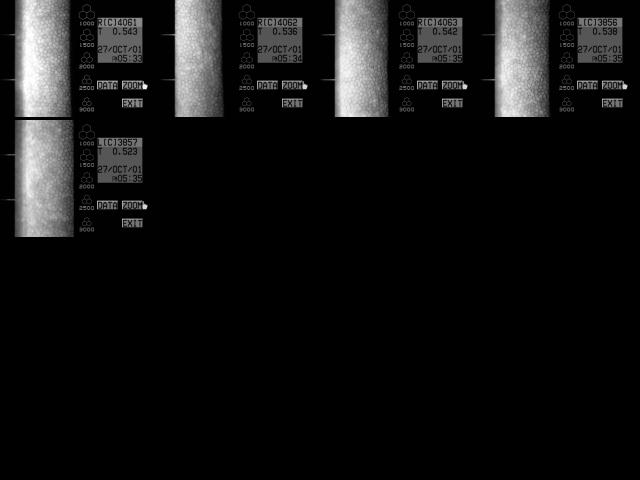 R(C)4061
1000
T 0.543
1500
27/OCT/01
PM05:33
2000
2500
DATA ZOOM
3000
EXIT
R(C)4062
1000
T 0.536
1500
27/OCT/01
PM05:34
2000
2500
DATA ZOOM
3000
EXIT
R(C)4063
1000
T 0.542
1500
27/OCT/01
PM05:35
2000
2500
DATA ZOOM
3000
EXIT
L(C)3856
1000
T 0.538
1500
27/OCT/01
PM05:35
2000
2500
DATA ZOOM
3000
EXIT
L(C)3857
1000
T 0.523
1500
27/OCT/01
PM05:35
2000
2500
DATA ZOOM
3000
EXIT